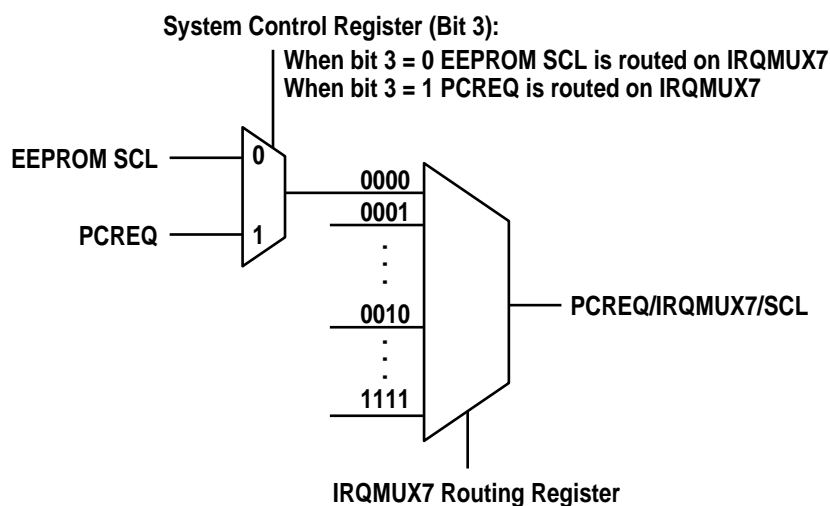 System Control Register (Bit 3):
When bit 3 = 0 EEPROM SCL is routed on IRQMUX7
When bit 3 = 1 PCREQ is routed on IRQMUX7
EEPROM SCL
0
PCREQ
1
0000
0001
0010
1111
PCREQ/IRQMUX7/SCL
IRQMUX7 Routing Register